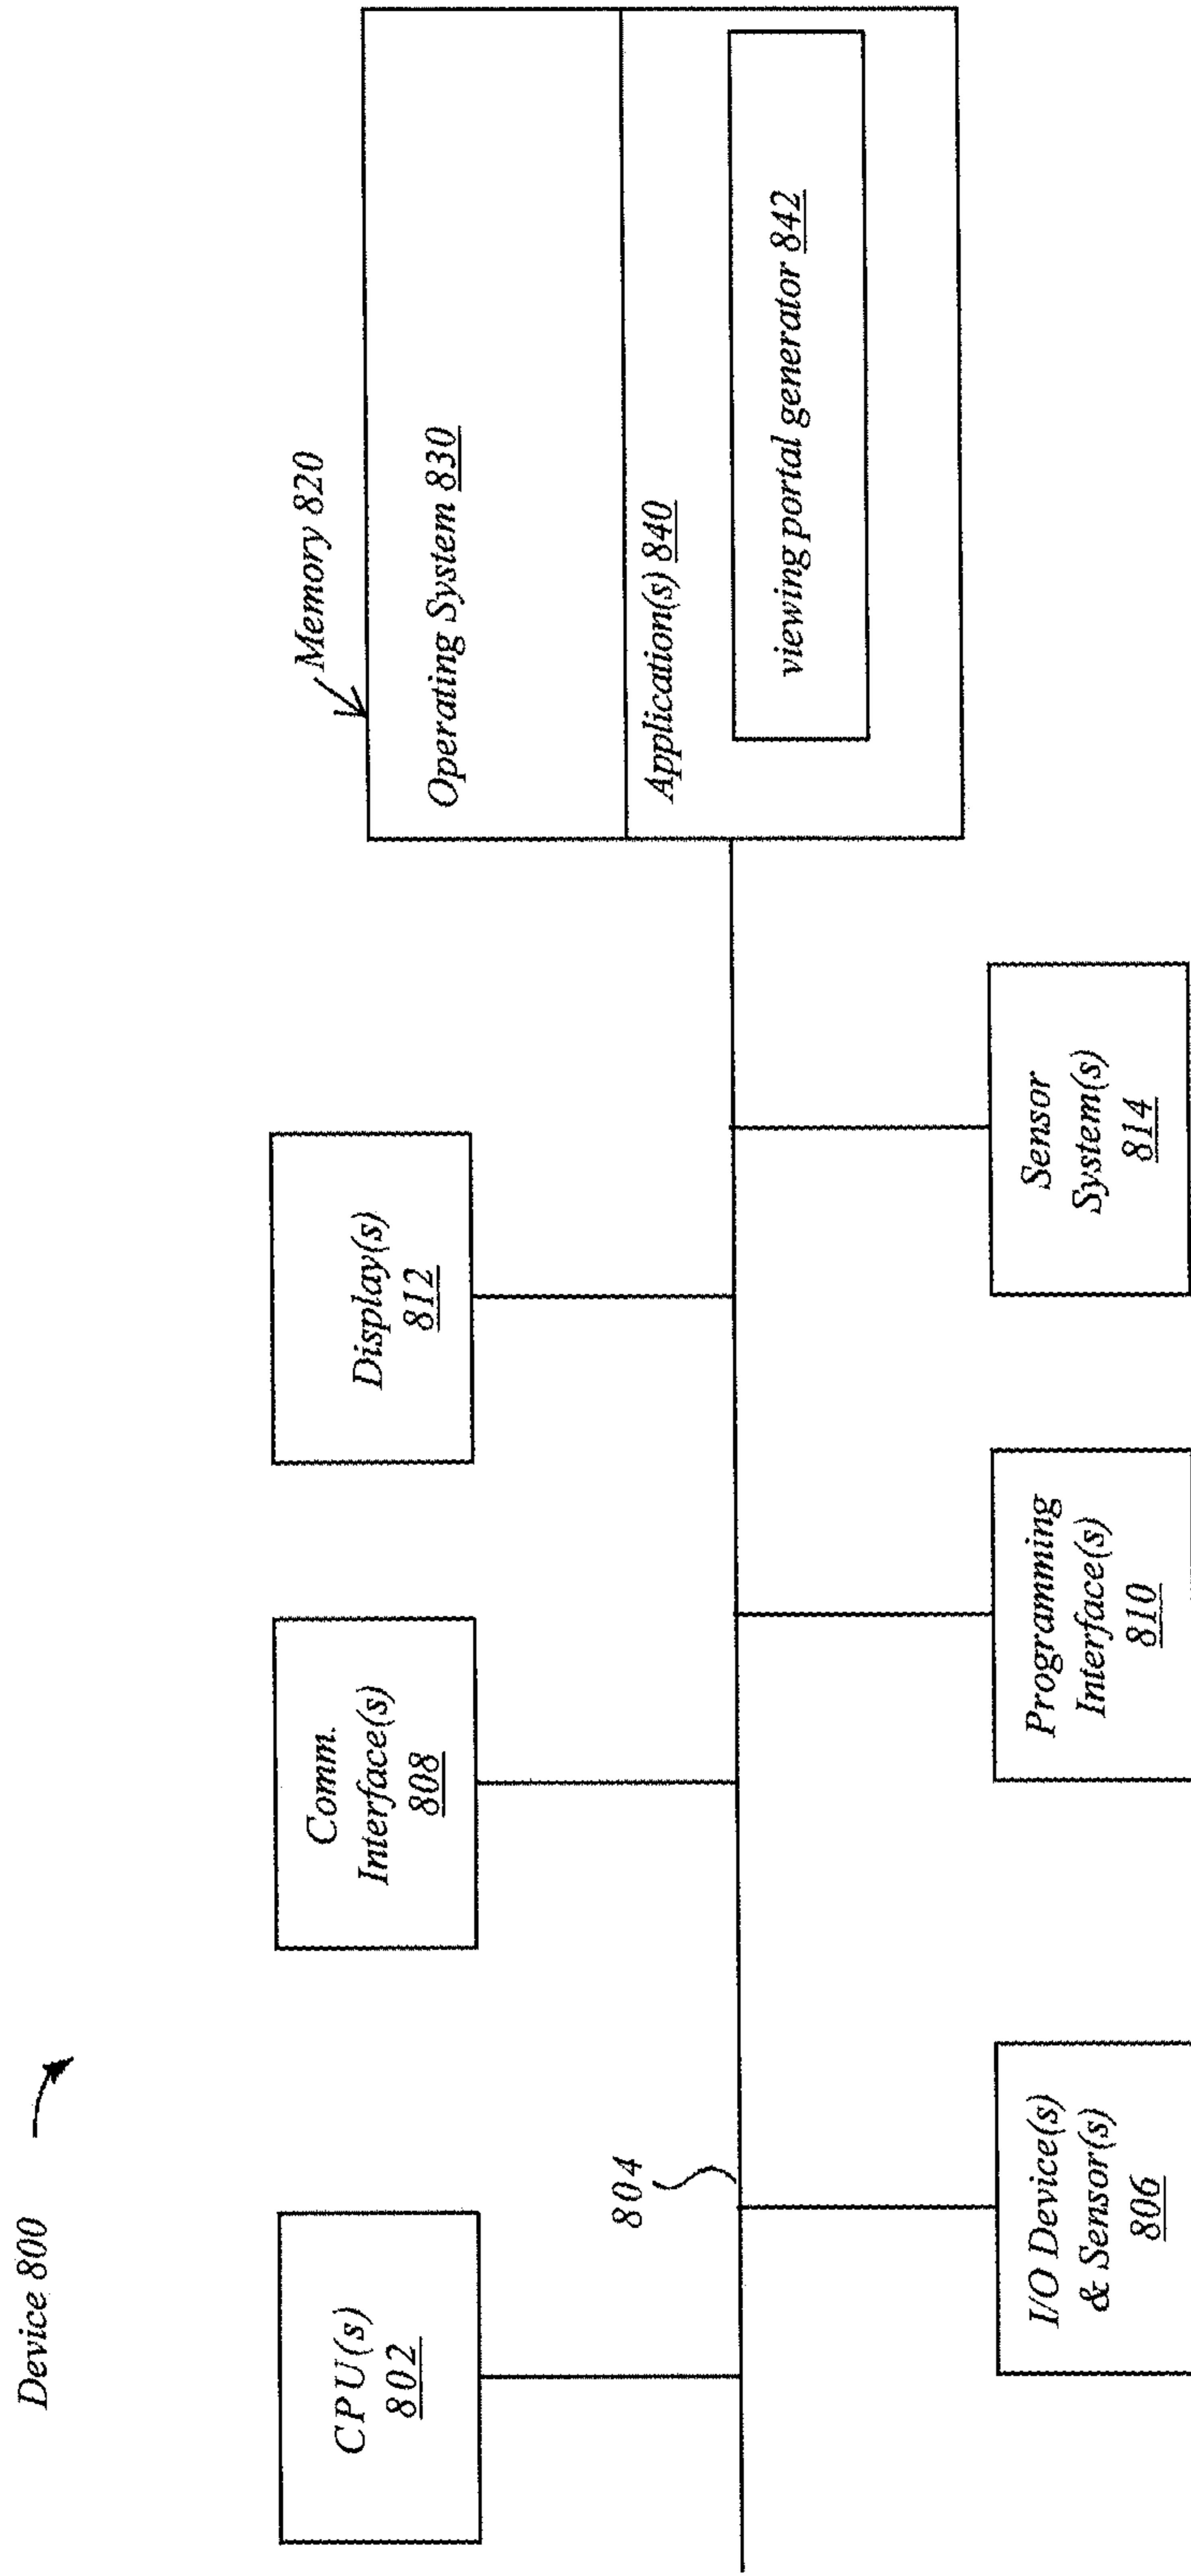 Device 800
CPU(s)
802
Comm.
Interface(s)
808
Display(s)
812
Memory 820
Operating System 830
Application(s) 840
viewing portal generator 842
804
I/O Device(s)
& Sensor(s)
806
Programming
Interface(s)
810
Sensor
System(s)
814